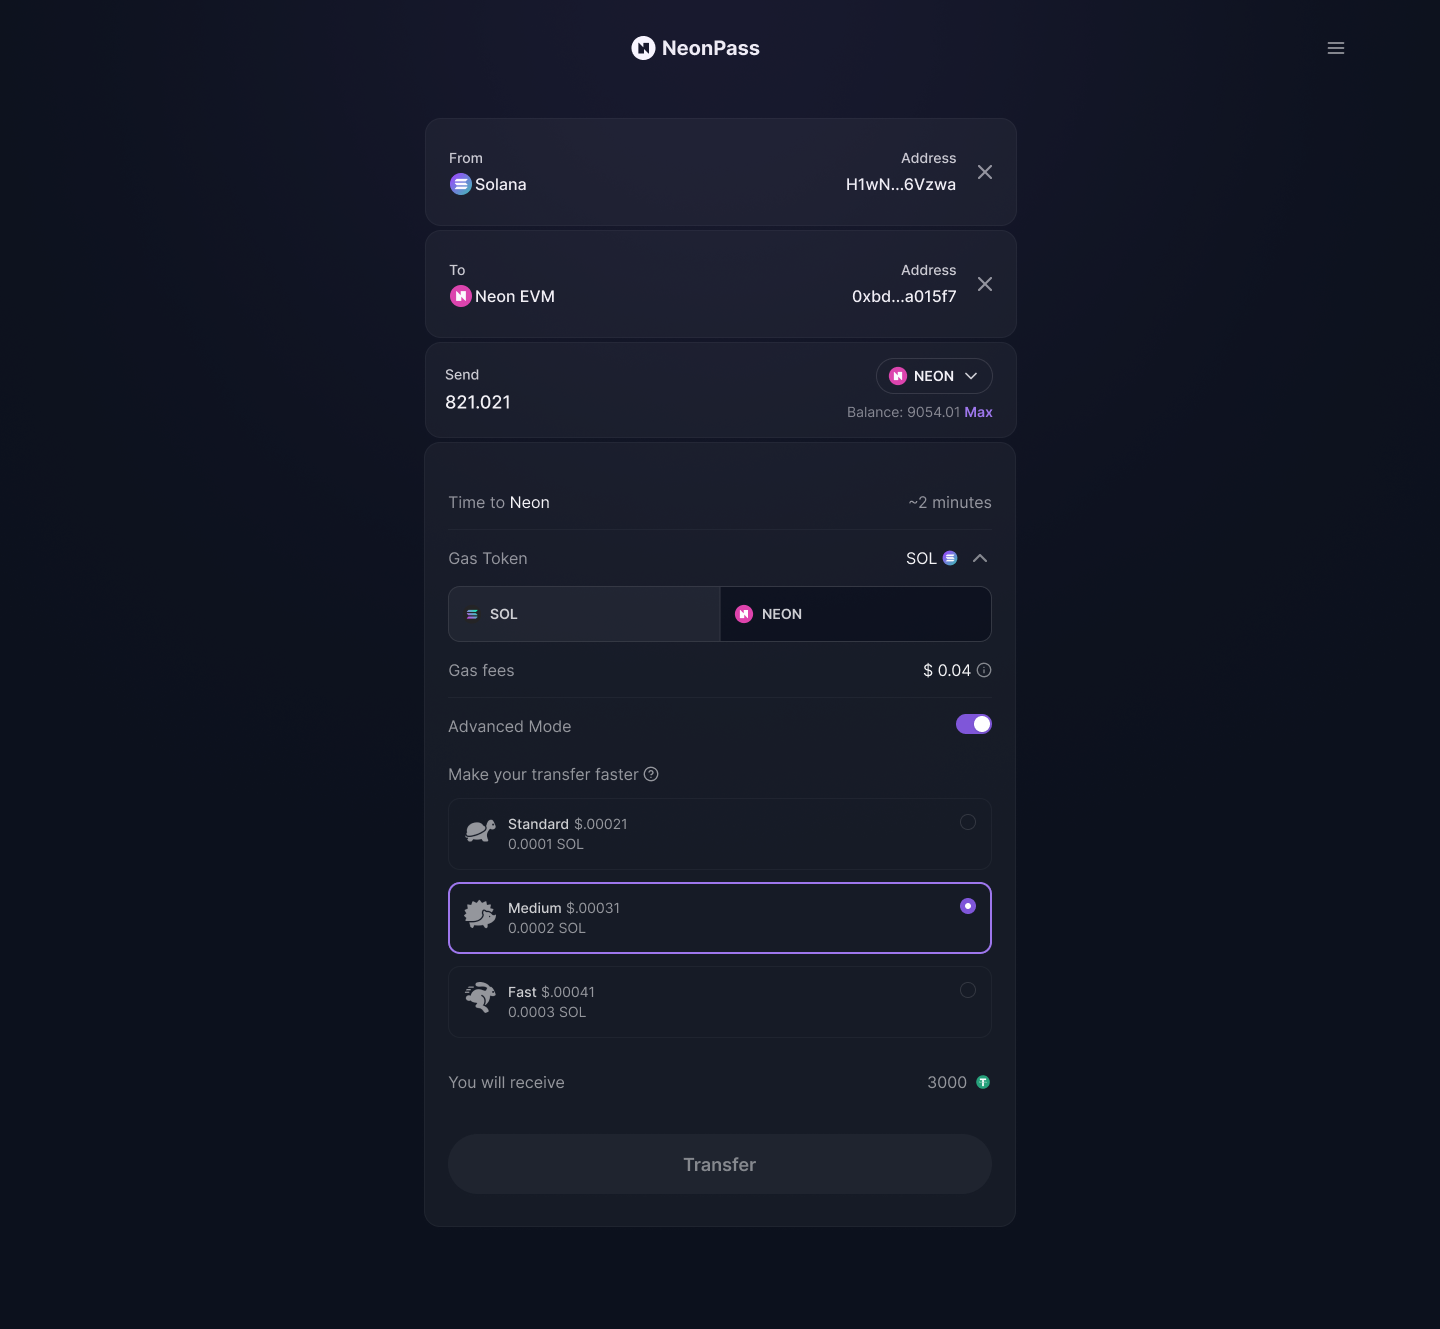 NeonPass
From
Address
Solana
H1wN...6Vzwa
To
Address
Neon EVM
0xbd...a015f7
Send
NEON
821.021
Balance: 9054.01 Max
Time to Neon
~2 minutes
Gas Token
SOL
SOL
NEON
Gas fees
$ 0.04
Advanced Mode
Make your transfer faster
Standard $.00021
0.0001 SOL
Medium $.00031
0.0002 SOL
Fast $.00041
0.0003 SOL
You will receive
3000
Transfer